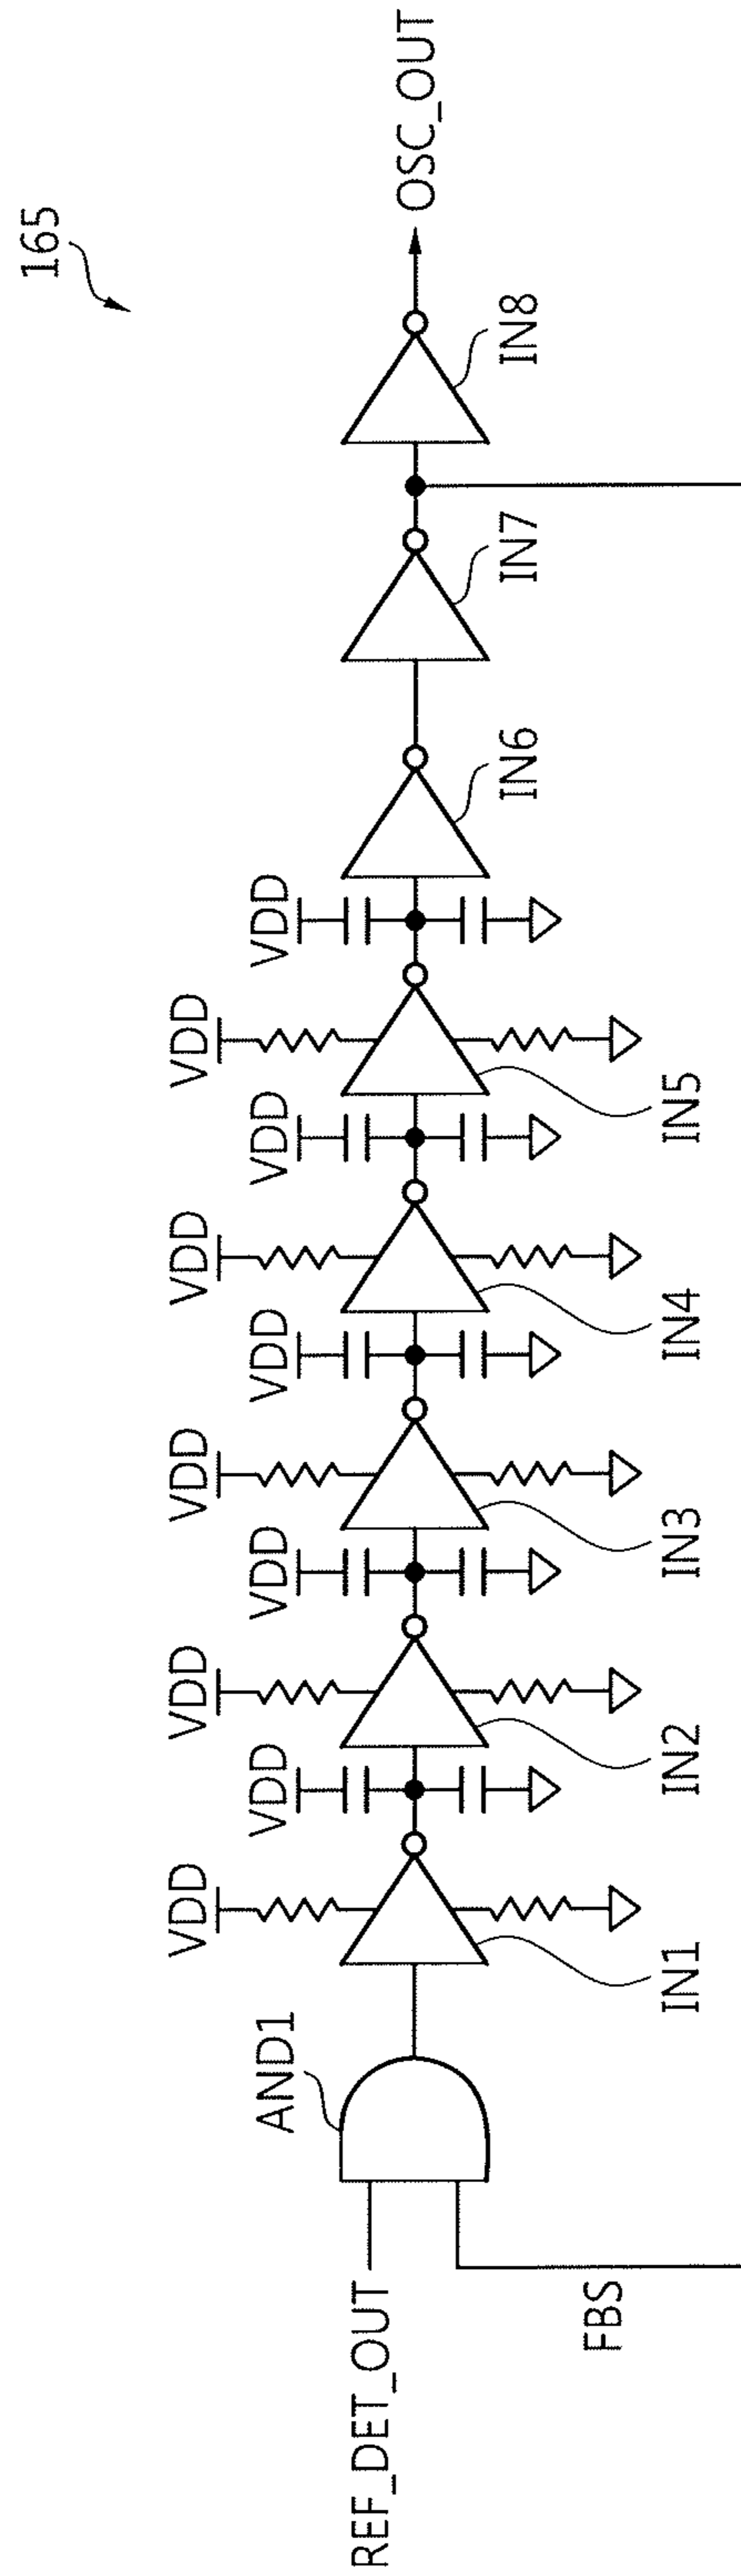 165
VDD
VDD
VDD
VDD
VDD
VDD
VDD
VDD
VDD
VDD
AND1
REF_DET_OUT
OSC_OUT
FBS
IN1
IN2
IN3
IN4
IN5
IN6
IN7
IN8